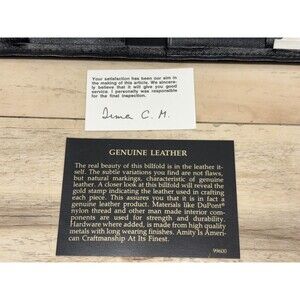 Your satisfaction has been our aim in
the making of this article. We sincere-
ly believe that it will give you good
service. I personally was responsible
for the final inspection.
Irma C. M.
GENUINE LEATHER
The real beauty of this billfold is in the leather it-
self. The subtle variations you find are not flaws,
but natural markings, characteristic of genuine
leather. A closer look at this billfold will reveal the
gold stamp indicating the leather used in crafting
each piece. This assures you that it is in fact a
genuine leather product. Materials like DuPont®
nylon thread and other man made interior com-
ponents are used for strength and durability.
Hardware where added, is made from high quality
metals with long wearing finishes. Amity Is Ameri-
can Craftsmanship At Its Finest.
99600